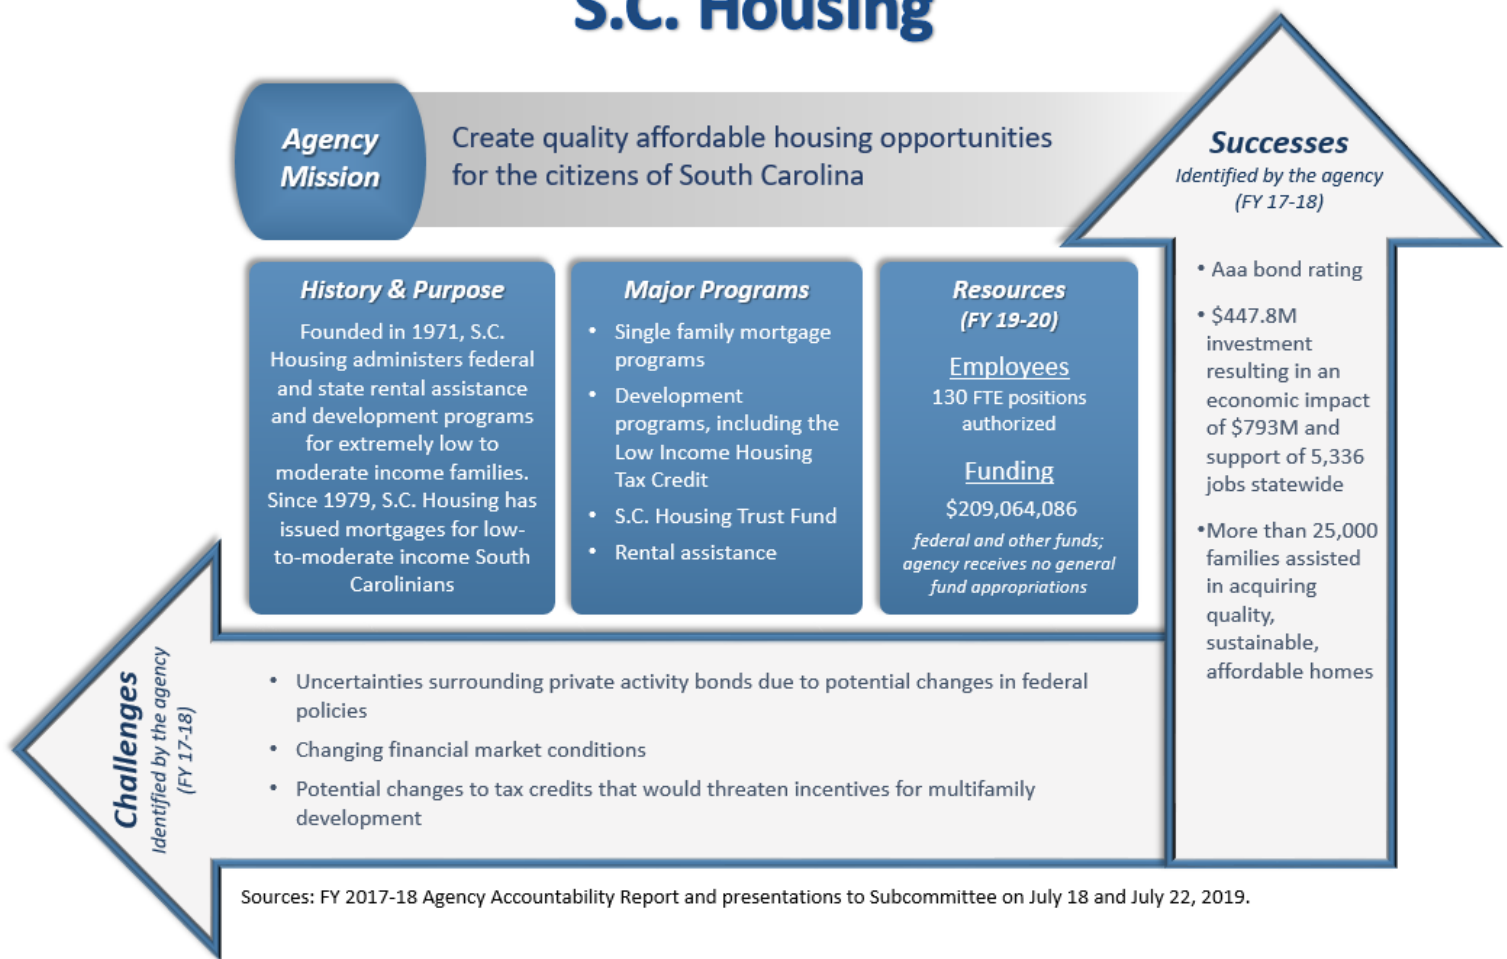 S.C. Housing
Agency
Mission
Create quality affordable housing opportunities
for the citizens of South Carolina
Successes
Identified by the agency
(FY 17-18)
• Aaa bond rating
• $447.8M
investment
resulting in an
economic impact
of $793M and
support of 5,336
jobs statewide
•More than 25,000
families assisted
in acquiring
quality,
sustainable,
affordable homes
History & Purpose
Founded in 1971, S.C.
Housing administers federal
and state rental assistance
and development programs
for extremely low to
moderate income families.
Since 1979, S.C. Housing has
issued mortgages for low-
to-moderate income South
Carolinians
Major Programs
• Single family mortgage
programs
• Development
programs, including the
Low Income Housing
Tax Credit
• S.C. Housing Trust Fund
• Rental assistance
Resources
(FY 19-20)
Employees
130 FTE positions
authorized
Funding
$209,064,086
federal and other funds;
agency receives no general
fund appropriations
Challenges
Identified by the agency
(FY 17-18)
• Uncertainties surrounding private activity bonds due to potential changes in federal
policies
• Changing financial market conditions
• Potential changes to tax credits that would threaten incentives for multifamily
development
Sources: FY 2017-18 Agency Accountability Report and presentations to Subcommittee on July 18 and July 22, 2019.